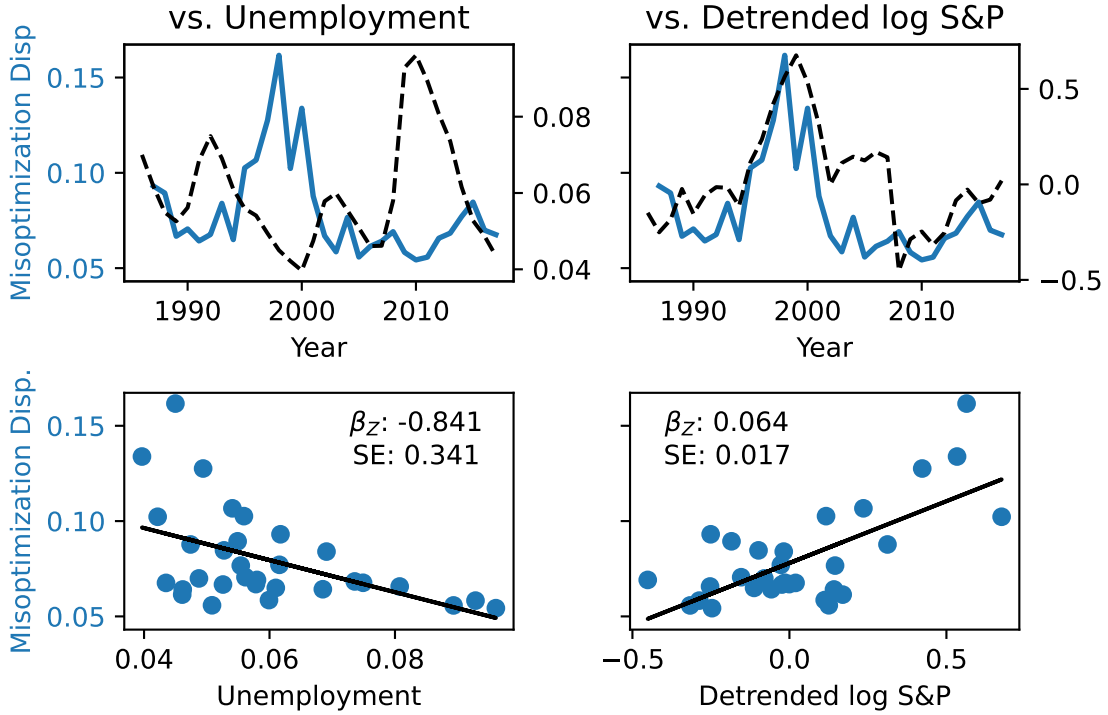 vs. Unemployment
vs. Detrended log S&P
Misoptimization Disp
0.15
0.10
0.05
0.08
0.06
0.04
1990
2000
2010
Year
0.5
0.0
−0.5
1990
2000
2010
Year
Misoptimization Disp.
0.15
0.10
0.05
βZ: -0.841
SE: 0.341
0.04
0.06
0.08
Unemployment
βZ: 0.064
SE: 0.017
−0.5
0.0
0.5
Detrended log S&P